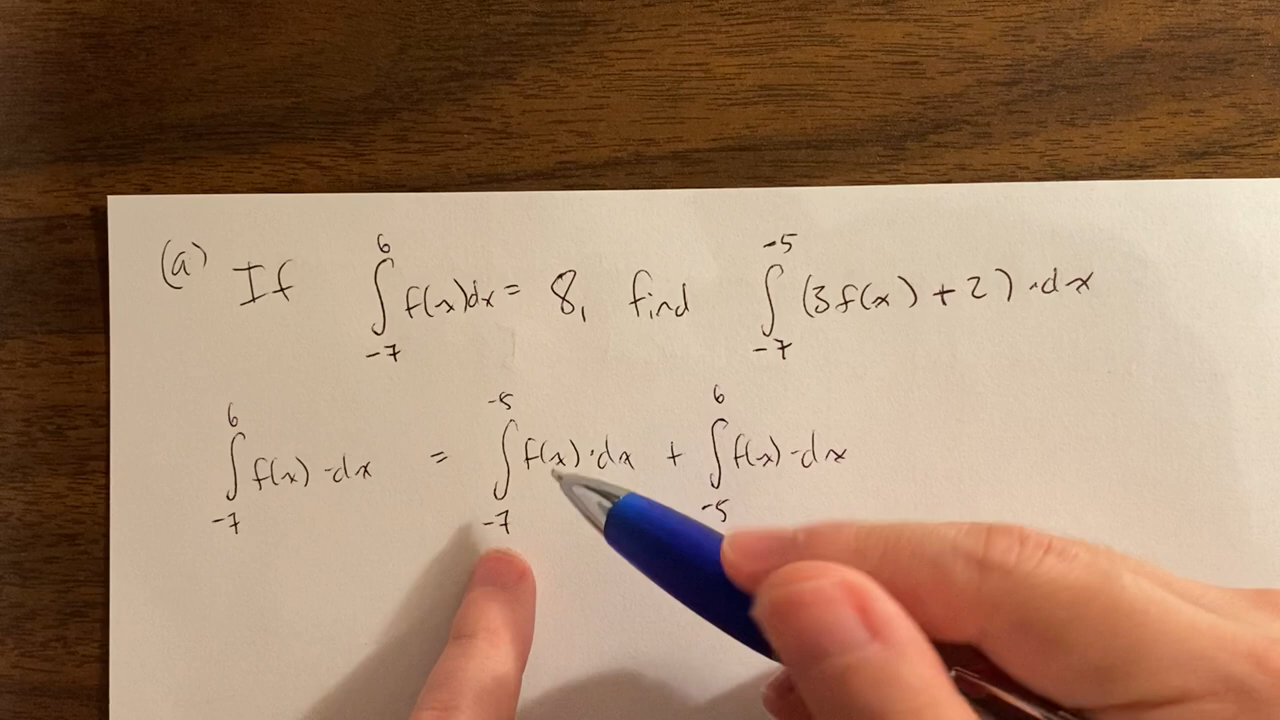 (a) If ∫_{-7}^{6} f(x)dx = 8, find ∫_{-7}^{-5} (3f(x) + 2) · dx
∫_{-7}^{6} f(x) · dx = ∫_{-7}^{-5} f(x) · dx + ∫_{-5}^{6} f(x) · dx